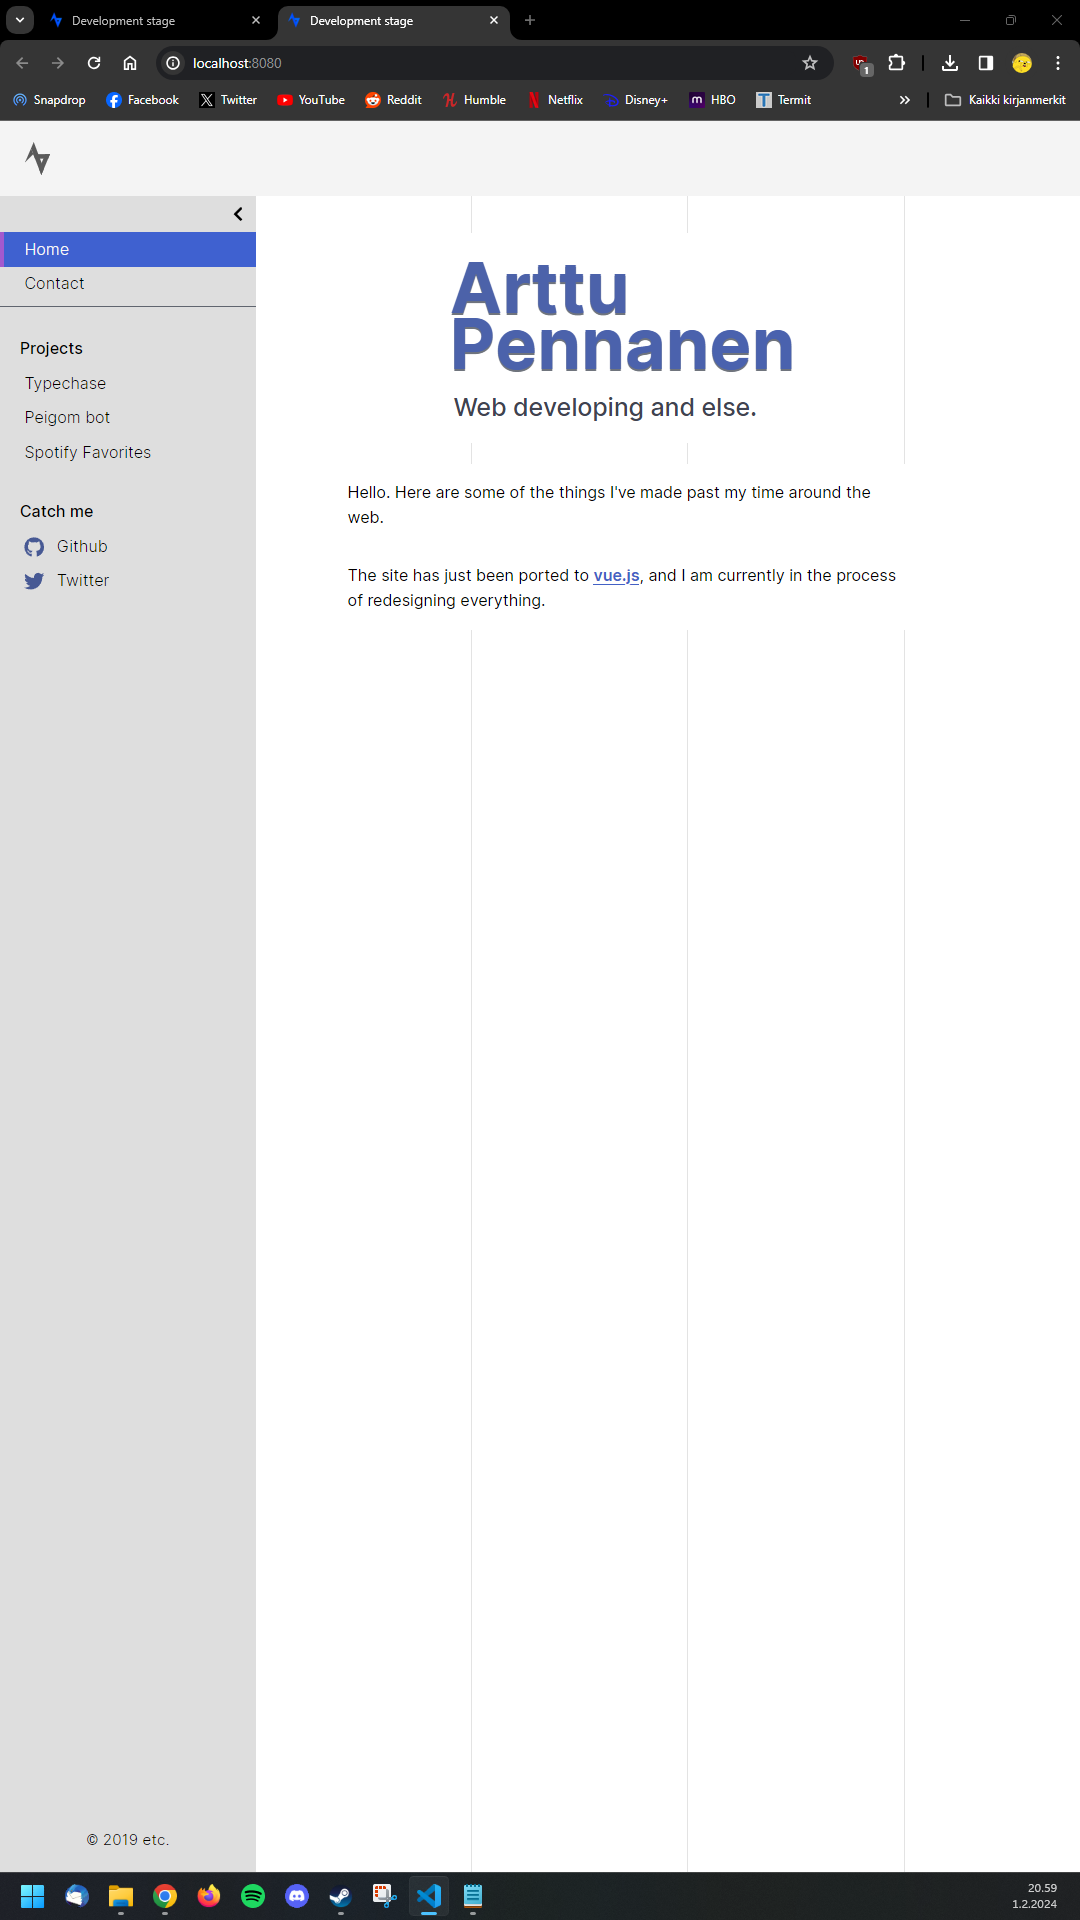 Development stage
Development stage
localhost:8080
1
Snapdrop
Facebook
Twitter
YouTube
Reddit
Humble
Netflix
Disney+
HBO
Termit
Kaikki kirjanmerkit
Home
Contact
Projects
Typechase
Peigom bot
Spotify Favorites
Catch me
Github
Twitter
© 2019 etc.
Arttu
Pennanen
Web developing and else.
Hello. Here are some of the things I've made past my time around the
web.
The site has just been ported to vue.js, and I am currently in the process
of redesigning everything.
20.59
1.2.2024